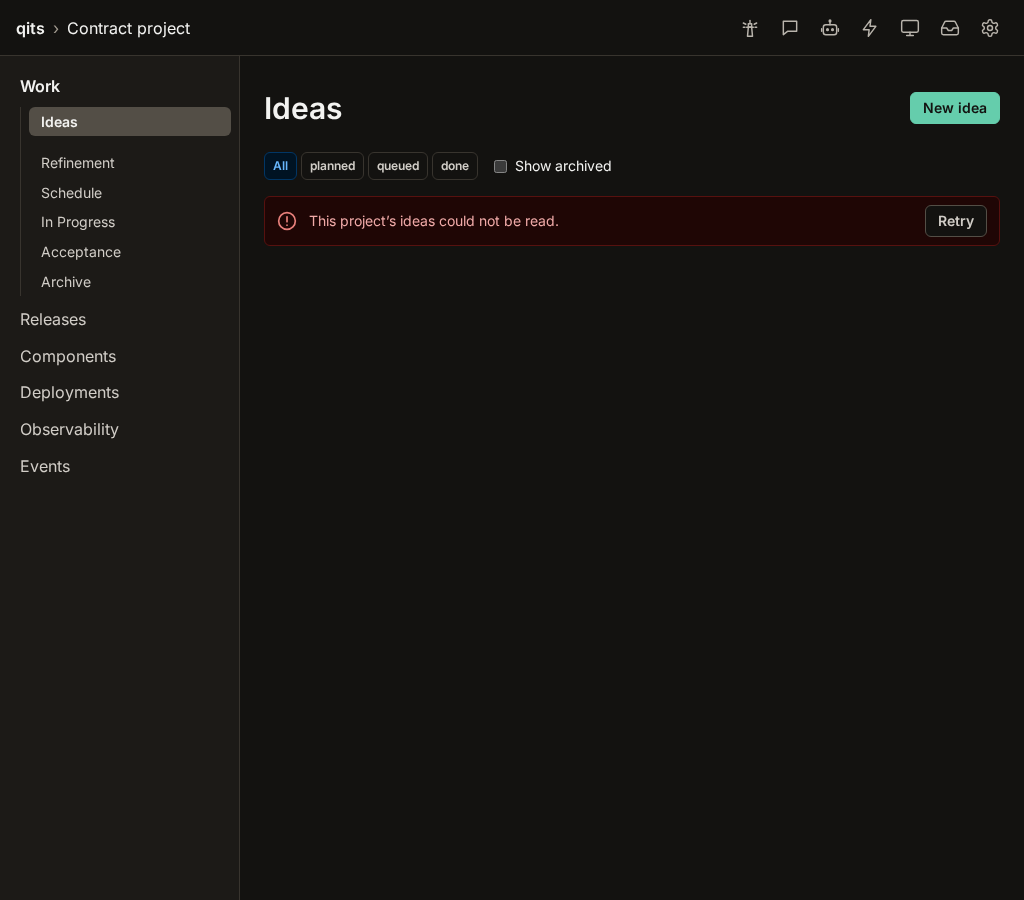 qits › Contract project
Work
Ideas
Refinement
Schedule
In Progress
Acceptance
Archive
Releases
Components
Deployments
Observability
Events
Ideas
New idea
All planned queued done Show archived
This project’s ideas could not be read.
Retry